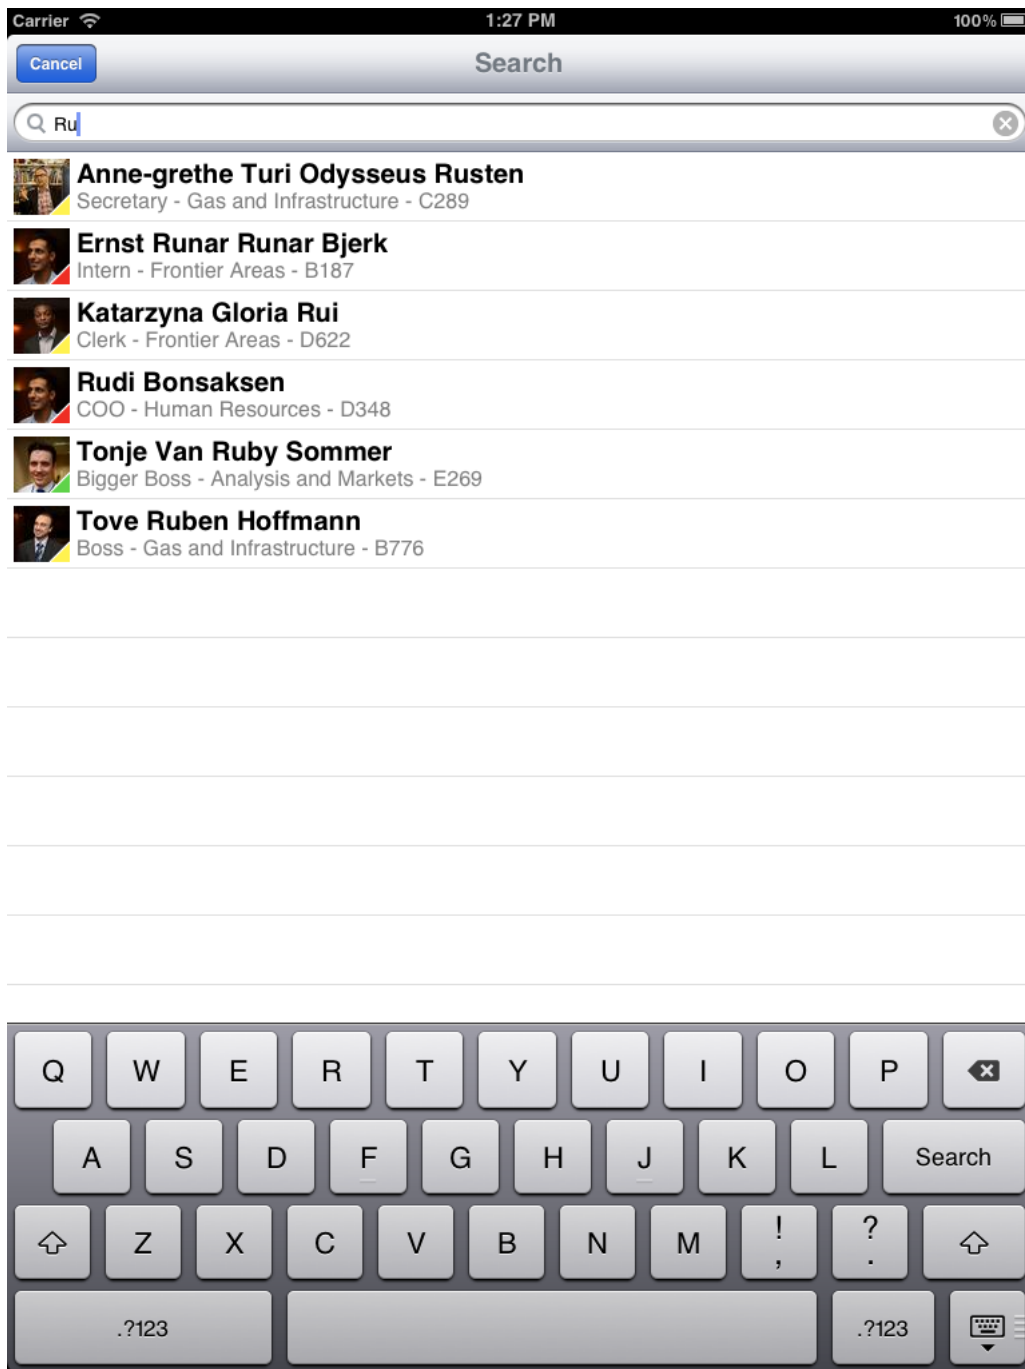 Carrier 1:27 PM 100%
Cancel Search
Ru
Anne-grethe Turi Odysseus Rusten
Secretary - Gas and Infrastructure - C289
Ernst Runar Runar Bjerk
Intern - Frontier Areas - B187
Katarzyna Gloria Rui
Clerk - Frontier Areas - D622
Rudi Bonsaksen
COO - Human Resources - D348
Tonje Van Ruby Sommer
Bigger Boss - Analysis and Markets - E269
Tove Ruben Hoffmann
Boss - Gas and Infrastructure - B776
Q W E R T Y U I O P
A S D F G H J K L Search
Z X C V B N M ! , ? .
.?123 .?123